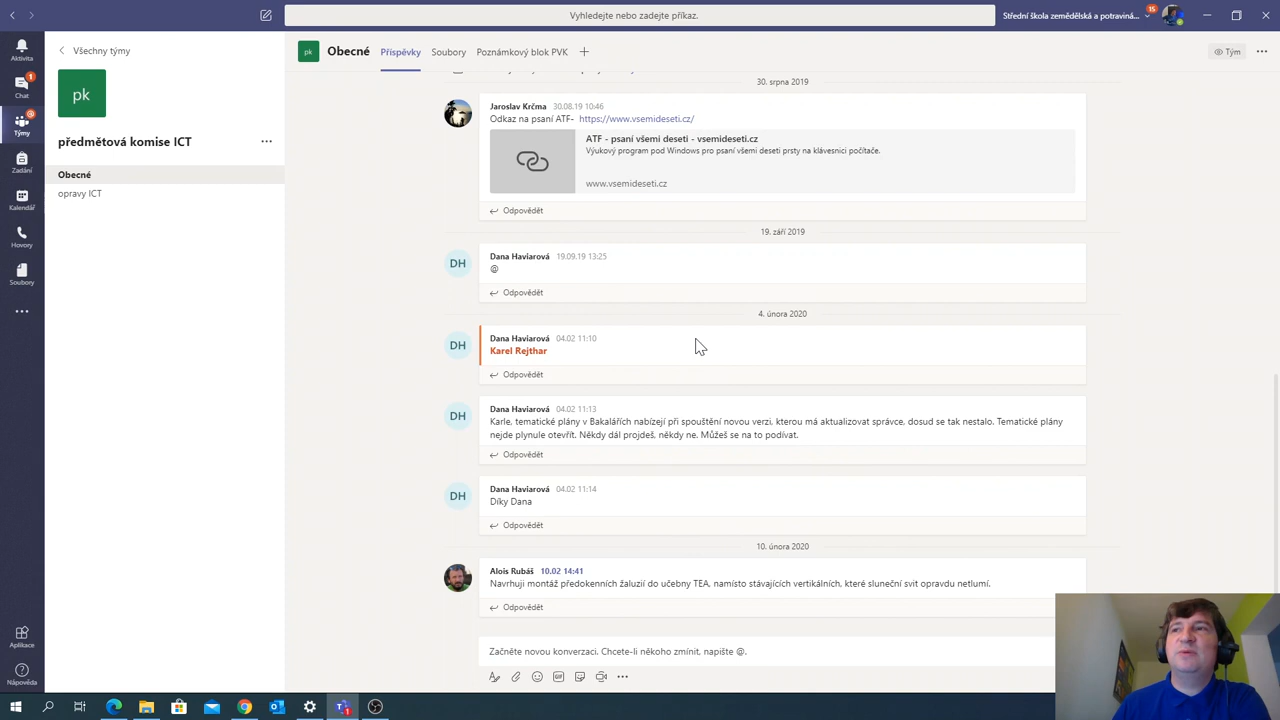 Vyhledejte nebo zadejte příkaz.
Střední škola zemědělská a potraviná...
15
Aktivita
Chat
1
Týmy
Zadání
Kalendář
Hovory
Soubory
Aplikace
Nápověda
Všechny týmy
pk
předmětová komise ICT
Obecné
opravy ICT
pk
Obecné
Příspěvky
Soubory
Poznámkový blok PVK
Tým
30. srpna 2019
Jaroslav Krčma 30.08.19 10:46
Odkaz na psaní ATF- https://www.vsemideseti.cz/
ATF - psaní všemi deseti - vsemideseti.cz
Výukový program pod Windows pro psaní všemi deseti prsty na klávesnici počítače.
www.vsemideseti.cz
Odpovědět
19. září 2019
DH
Dana Haviarová 19.09.19 13:25
@
Odpovědět
4. února 2020
DH
Dana Haviarová 04.02 11:10
Karel Rejthar
Odpovědět
DH
Dana Haviarová 04.02 11:13
Karle, tematické plány v Bakalářích nabízejí při spouštění novou verzi, kterou má aktualizovat správce, dosud se tak nestalo. Tematické plány
nejde plynule otevřít. Někdy dál projdeš, někdy ne. Můžeš se na to podívat.
Odpovědět
DH
Dana Haviarová 04.02 11:14
Díky Dana
Odpovědět
10. února 2020
Alois Rubáš 10.02 14:41
Navrhuji montáž předokenních žaluzií do učebny TEA, namísto stávajících vertikálních, které sluneční svit opravdu netlumí.
Odpovědět
Začněte novou konverzaci. Chcete-li někoho zmínit, napište @.
GIF